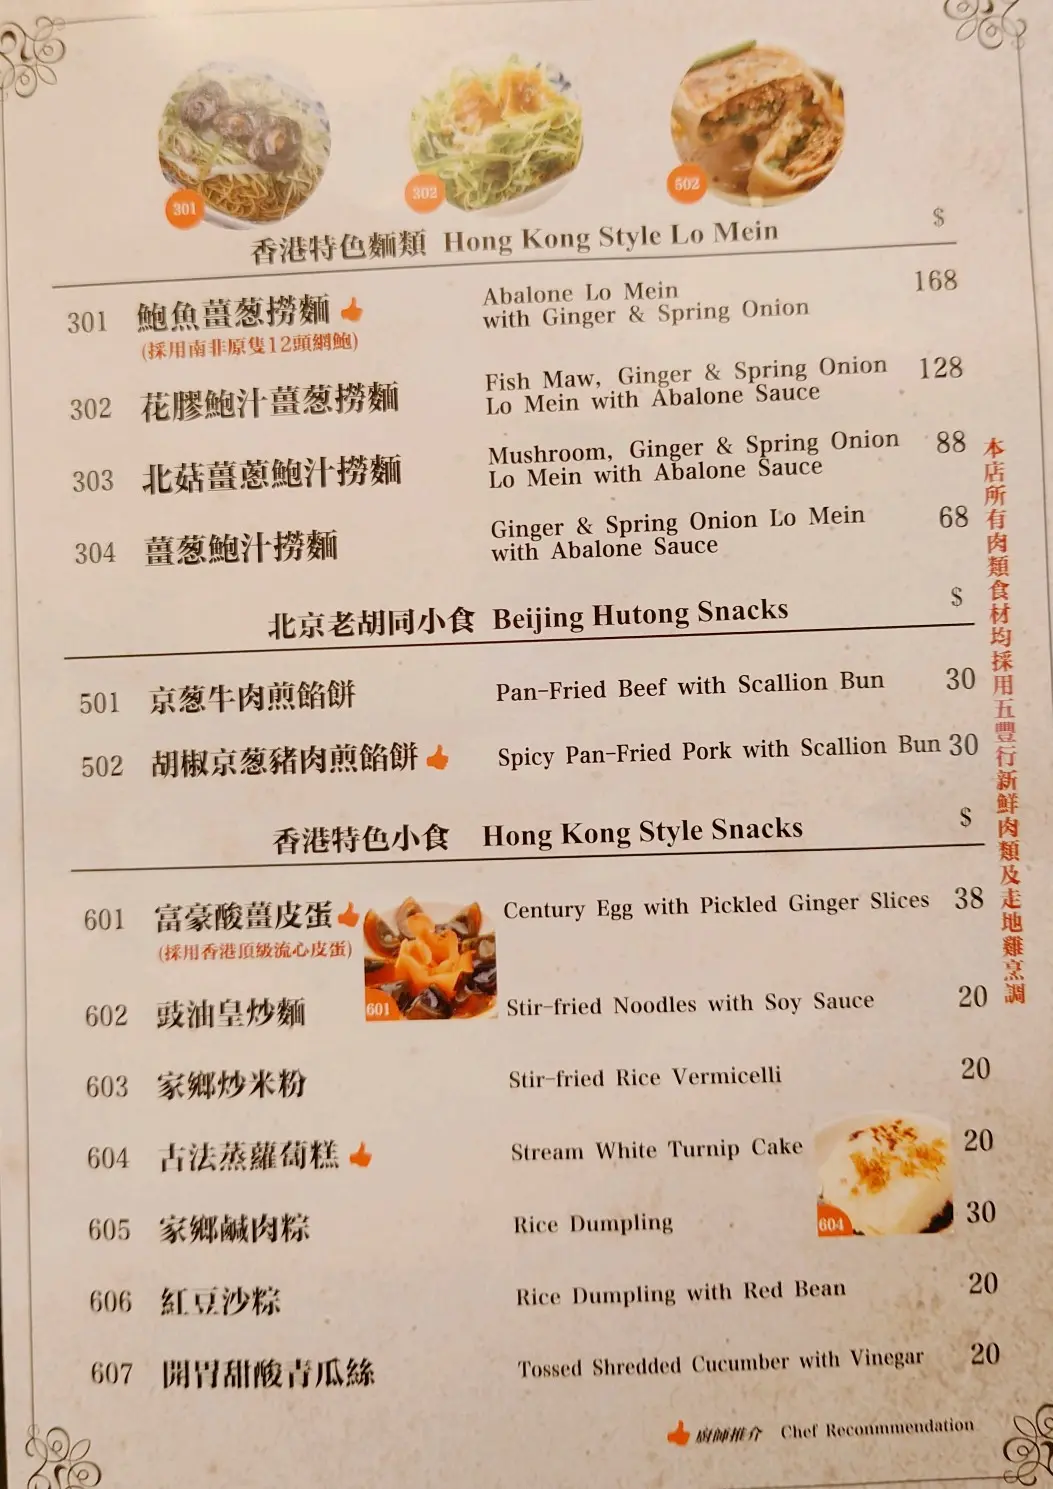 301
302
502
香港特色麵類 Hong Kong Style Lo Mein $
301 鮑魚薑葱撈麵 Abalone Lo Mein with Ginger & Spring Onion 168
(採用南非原隻12頭網鮑)
302 花膠鮑汁薑葱撈麵 Fish Maw, Ginger & Spring Onion Lo Mein with Abalone Sauce 128
303 北菇薑蔥鮑汁撈麵 Mushroom, Ginger & Spring Onion Lo Mein with Abalone Sauce 88
304 薑葱鮑汁撈麵 Ginger & Spring Onion Lo Mein with Abalone Sauce 68
北京老胡同小食 Beijing Hutong Snacks $
501 京葱牛肉煎餡餅 Pan-Fried Beef with Scallion Bun 30
502 胡椒京葱豬肉煎餡餅 Spicy Pan-Fried Pork with Scallion Bun 30
香港特色小食 Hong Kong Style Snacks $
601 富豪酸薑皮蛋 Century Egg with Pickled Ginger Slices 38
(採用香港頂級流心皮蛋)
601
602 豉油皇炒麵 Stir-fried Noodles with Soy Sauce 20
603 家鄉炒米粉 Stir-fried Rice Vermicelli 20
604 古法蒸蘿蔔糕 Stream White Turnip Cake 20
604
605 家鄉鹹肉粽 Rice Dumpling 30
606 紅豆沙粽 Rice Dumpling with Red Bean 20
607 開胃甜酸青瓜絲 Tossed Shredded Cucumber with Vinegar 20
廚師推介 Chef Reconmmendation
本店所有肉類食材均採用五豐行新鮮肉類及走地雞烹調